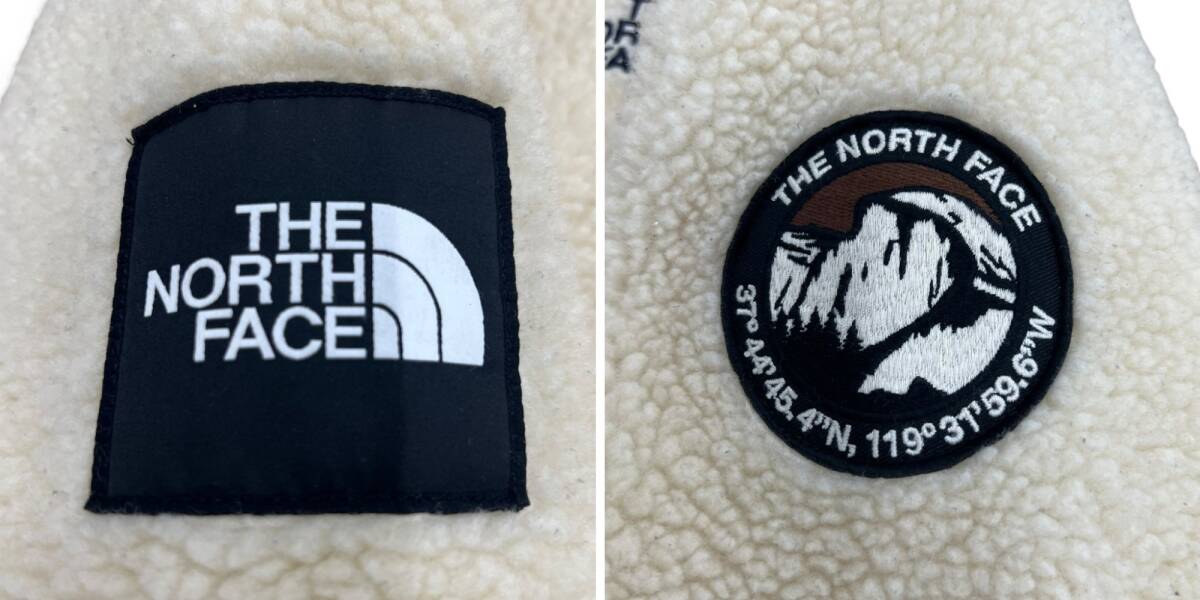 THE
NORTH
FACE
THE NORTH FACE
37° 44' 45.4"N, 119° 31' 59.6"W